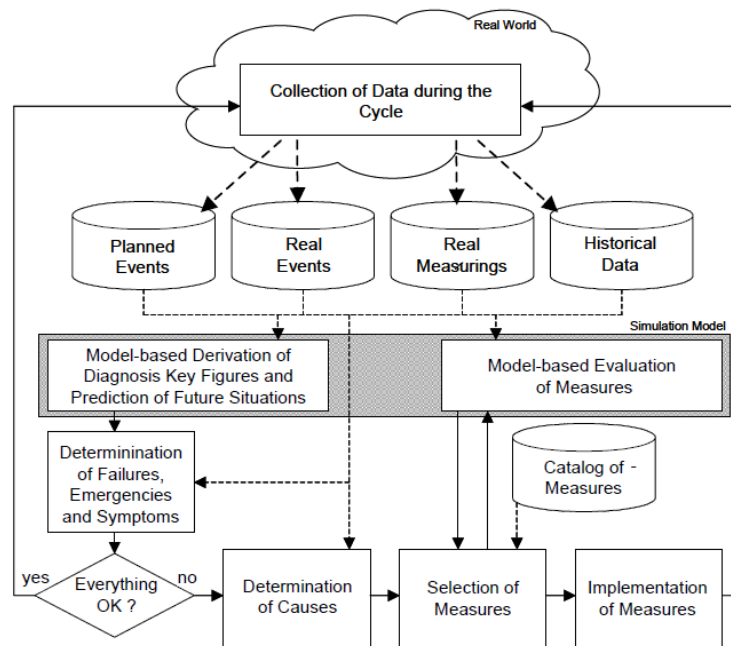 Real World
Collection of Data during the
Cycle
Planned
Events
Real
Events
Real
Measurings
Historical
Data
Simulation Model
Model-based Derivation of
Diagnosis Key Figures and
Prediction of Future Situations
Model-based Evaluation
of Measures
Determinination
of Failures,
Emergencies
and Symptoms
Catalog of -
Measures
yes
Everything
OK ?
no
Determination
of Causes
Selection of
Measures
Implementation
of Measures